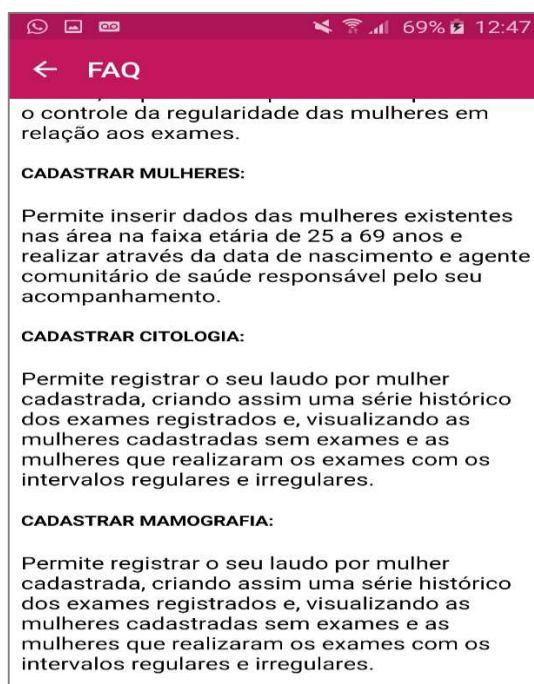 69% 12:47
FAQ
o controle da regularidade das mulheres em
relação aos exames.
CADASTRAR MULHERES:
Permite inserir dados das mulheres existentes
nas área na faixa etária de 25 a 69 anos e
realizar através da data de nascimento e agente
comunitário de saúde responsável pelo seu
acompanhamento.
CADASTRAR CITOLOGIA:
Permite registrar o seu laudo por mulher
cadastrada, criando assim uma série histórico
dos exames registrados e, visualizando as
mulheres cadastradas sem exames e as
mulheres que realizaram os exames com os
intervalos regulares e irregulares.
CADASTRAR MAMOGRAFIA:
Permite registrar o seu laudo por mulher
cadastrada, criando assim uma série histórico
dos exames registrados e, visualizando as
mulheres cadastradas sem exames e as
mulheres que realizaram os exames com os
intervalos regulares e irregulares.